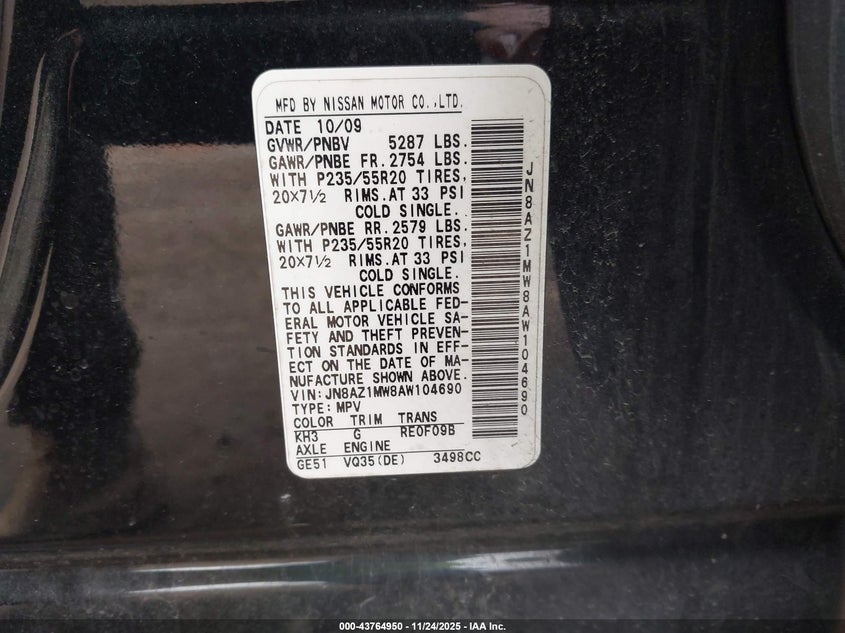 MFD BY NISSAN MOTOR CO.,LTD.
DATE 10/09
GVWR/PNBV 5287 LBS.
GAWR/PNBE FR. 2754 LBS.
WITH P235/55R20 TIRES,
20×7½ RIMS.AT 33 PSI
COLD SINGLE.
GAWR/PNBE RR. 2579 LBS.
WITH P235/55R20 TIRES,
20×7½ RIMS.AT 33 PSI
COLD SINGLE.
THIS VEHICLE CONFORMS
TO ALL APPLICABLE FED-
ERAL MOTOR VEHICLE SA-
FETY AND THEFT PREVEN-
TION STANDARDS IN EFF-
ECT ON THE DATE OF MA-
NUFACTURE SHOWN ABOVE.
VIN:JN8AZ1MW8AW104690
TYPE:MPV
COLOR TRIM TRANS
KH3 G RE0F09B
AXLE ENGINE
GE51 VQ35(DE) 3498CC
JN8AZ1MW8AW104690
000-43764950 - 11/24/2025 - IAA Inc.